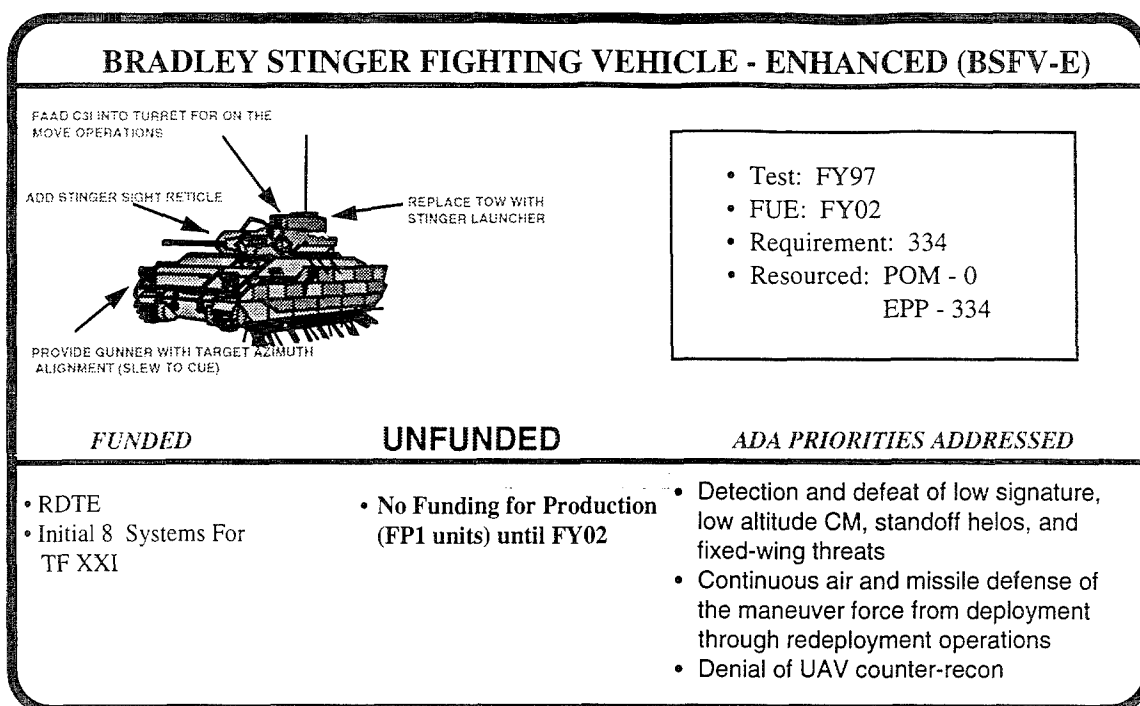 BRADLEY STINGER FIGHTING VEHICLE - ENHANCED (BSFV-E)
FAAD C3I INTO TURRET FOR ON THE
MOVE OPERATIONS
ADD STINGER SIGHT RETICLE
REPLACE TOW WITH
STINGER LAUNCHER
PROVIDE GUNNER WITH TARGET AZIMUTH
ALIGNMENT (SLEW TO CUE)
• Test: FY97
• FUE: FY02
• Requirement: 334
• Resourced: POM - 0
EPP - 334
FUNDED
• RDTE
• Initial 8 Systems For
TF XXI
UNFUNDED
• No Funding for Production
(FP1 units) until FY02
ADA PRIORITIES ADDRESSED
• Detection and defeat of low signature,
low altitude CM, standoff helos, and
fixed-wing threats
• Continuous air and missile defense of
the maneuver force from deployment
through redeployment operations
• Denial of UAV counter-recon